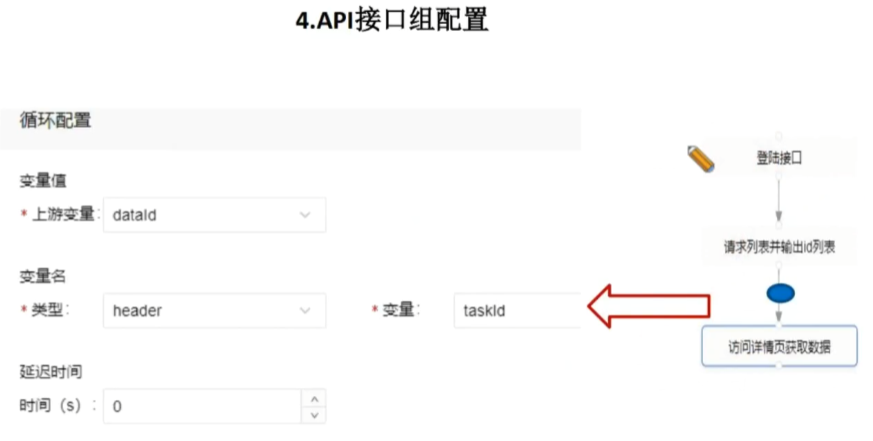 4.API接口组配置
循环配置
变量值
* 上游变量: dataId
变量名
* 类型: header * 变量: taskId
延迟时间
时间（s）: 0
登陆接口
请求列表并输出id列表
访问详情页获取数据